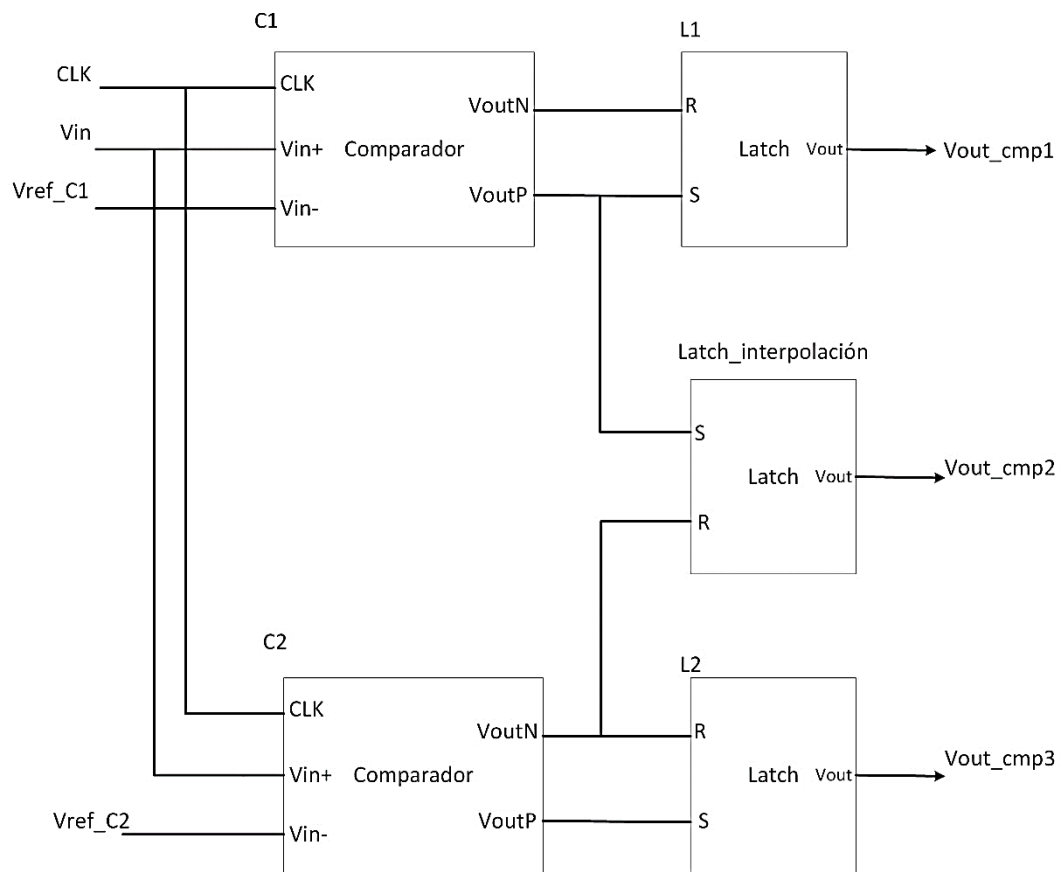 C1
L1
CLK
CLK
VoutN
R
Vin
Vin+
Comparador
Latch
Vout
Vout_cmp1
Vref_C1
Vin-
VoutP
S
Latch_interpolación
S
Latch
Vout
Vout_cmp2
R
C2
L2
CLK
VoutN
R
Vin+
Comparador
Latch
Vout
Vout_cmp3
Vref_C2
Vin-
VoutP
S